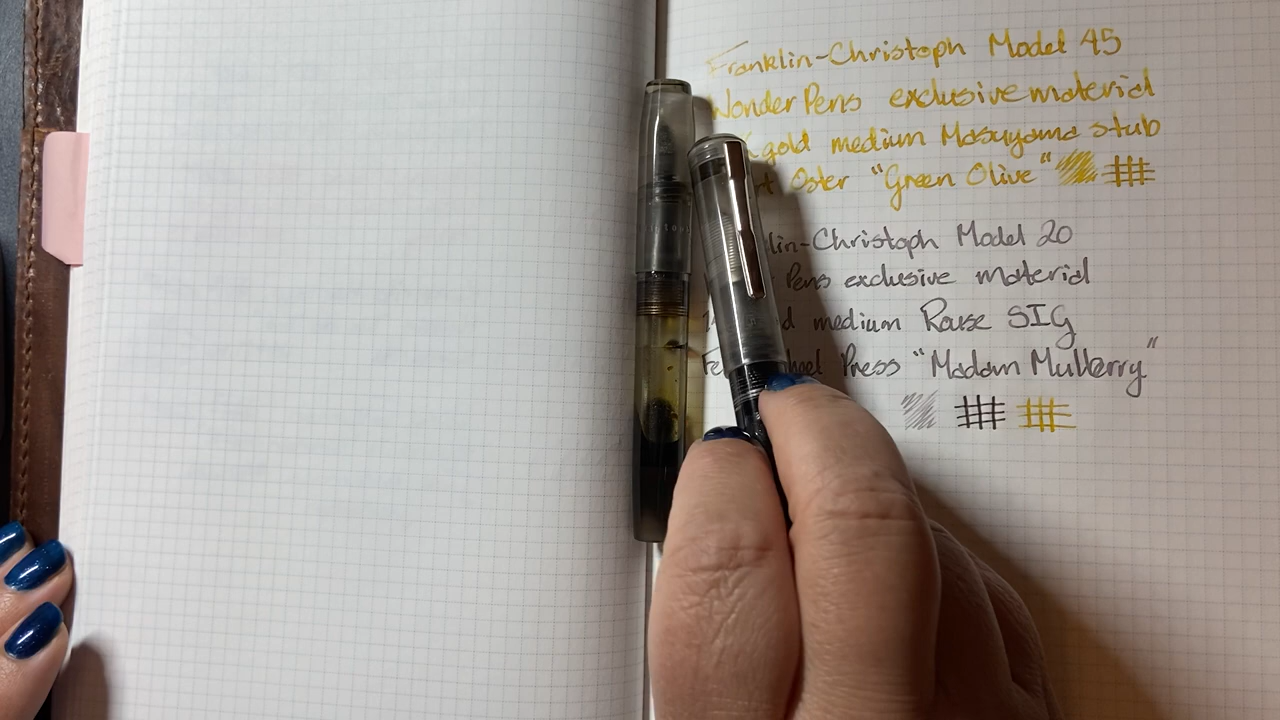 Franklin-Christoph Model 45
Wonder Pens exclusive material
gold medium Masuyama stub
Oster "Green Olive"
lin-Christoph Model 20
Pens exclusive material
medium Rouse SIG
Press "Madam Mulberry"